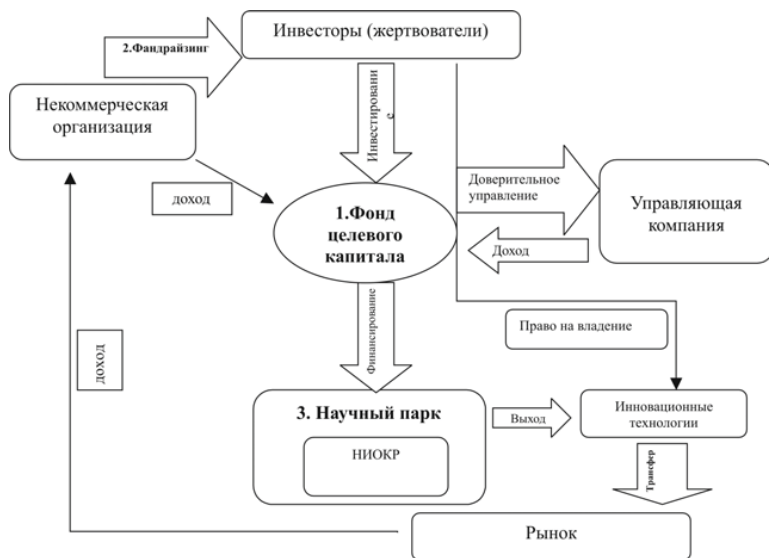 Инвесторы (жертвователи)
2.Фандрайзинг
Некоммерческая
организация
Инвестировани
е
доход
Доверительное
управление
Управляющая
компания
1.Фонд
целевого
капитала
Доход
Финансирование
Право на владение
доход
3. Научный парк
НИОКР
Выход
Инновационные
технологии
Трансфер
Рынок